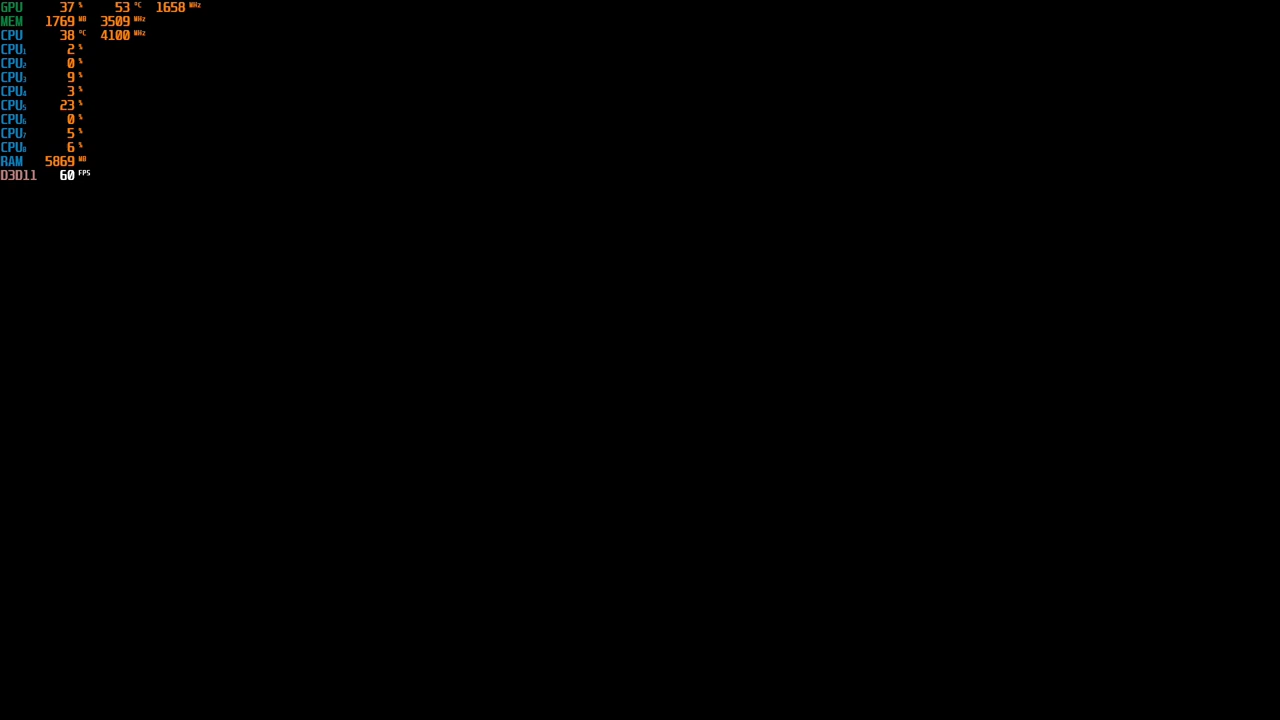 GPU 37 % 53 °C 1658 MHz
MEM 1769 MB 3509 MHz
CPU 38 °C 4100 MHz
CPU1 2 %
CPU2 0 %
CPU3 9 %
CPU4 3 %
CPU5 23 %
CPU6 0 %
CPU7 5 %
CPU8 6 %
RAM 5869 MB
D3D11 60 FPS